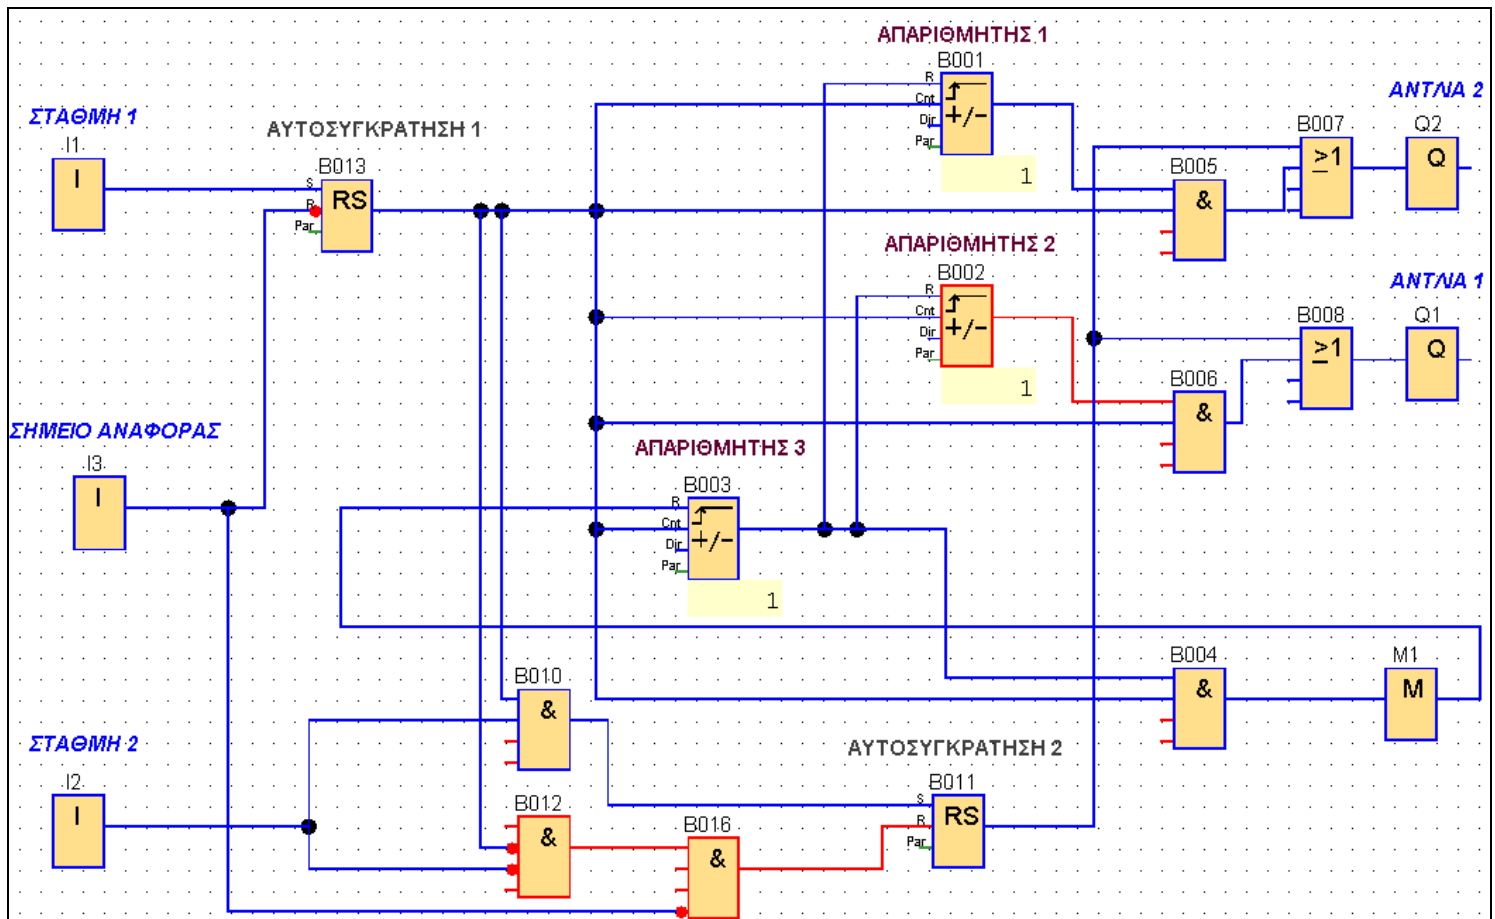 ΑΠΑΡΙΘΜΗΤΗΣ 1
B001
R
Cnt
Dir
Par
+/-
1
ΑΝΤΛΙΑ 2
B007
≥1
Q2
Q
ΣΤΑΘΜΗ 1
I1
I
ΑΥΤΟΣΥΓΚΡΑΤΗΣΗ 1
B013
S
R
Par
RS
B005
&
ΑΠΑΡΙΘΜΗΤΗΣ 2
B002
R
Cnt
Dir
Par
+/-
1
ΑΝΤΛΙΑ 1
B008
≥1
Q1
Q
B006
&
ΣΗΜΕΙΟ ΑΝΑΦΟΡΑΣ
I3
I
ΑΠΑΡΙΘΜΗΤΗΣ 3
B003
R
Cnt
Dir
Par
+/-
1
B004
&
M1
M
B010
&
ΣΤΑΘΜΗ 2
I2
I
B012
&
B016
&
ΑΥΤΟΣΥΓΚΡΑΤΗΣΗ 2
B011
S
R
Par
RS